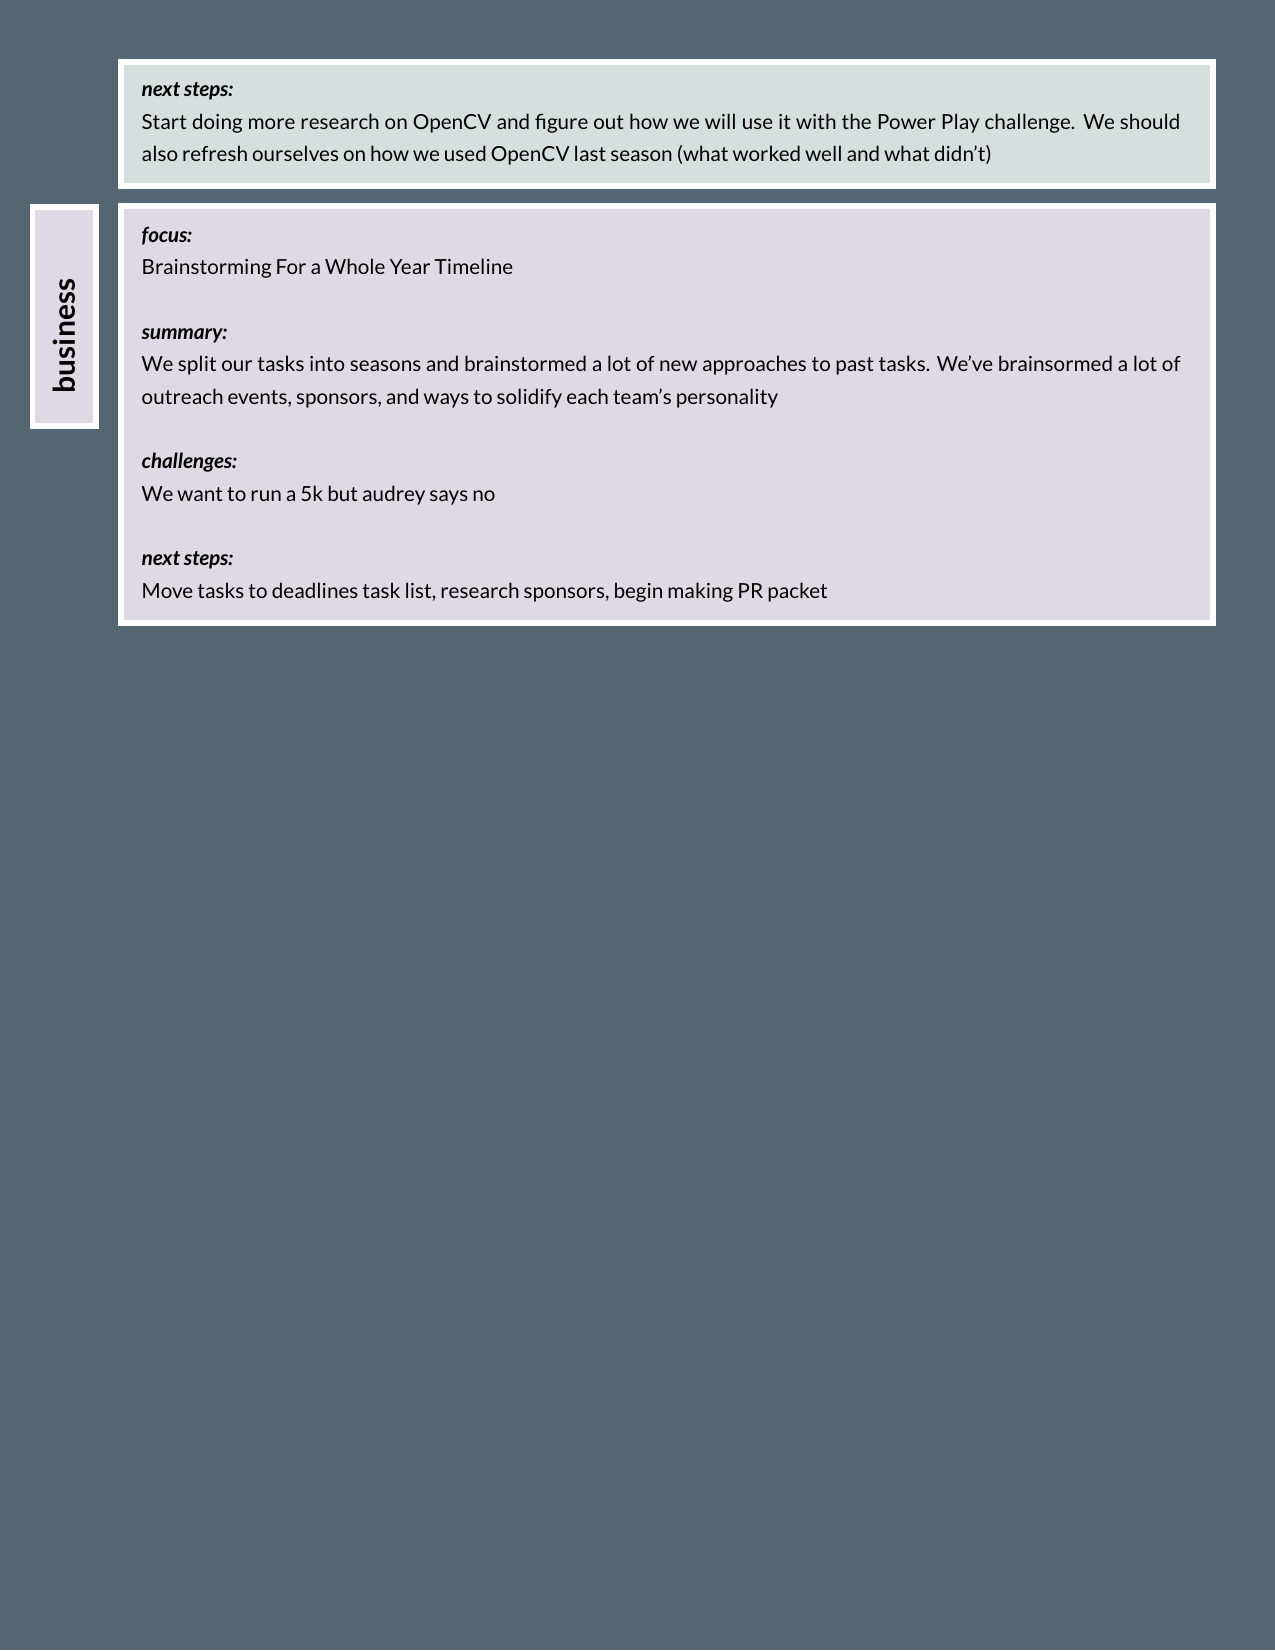 next steps:
Start doing more research on OpenCV and figure out how we will use it with the Power Play challenge.  We should
also refresh ourselves on how we used OpenCV last season (what worked well and what didn’t)
business
focus:
Brainstorming For a Whole Year Timeline
summary:
We split our tasks into seasons and brainstormed a lot of new approaches to past tasks. We’ve brainsormed a lot of
outreach events, sponsors, and ways to solidify each team’s personality
challenges:
We want to run a 5k but audrey says no
next steps:
Move tasks to deadlines task list, research sponsors, begin making PR packet